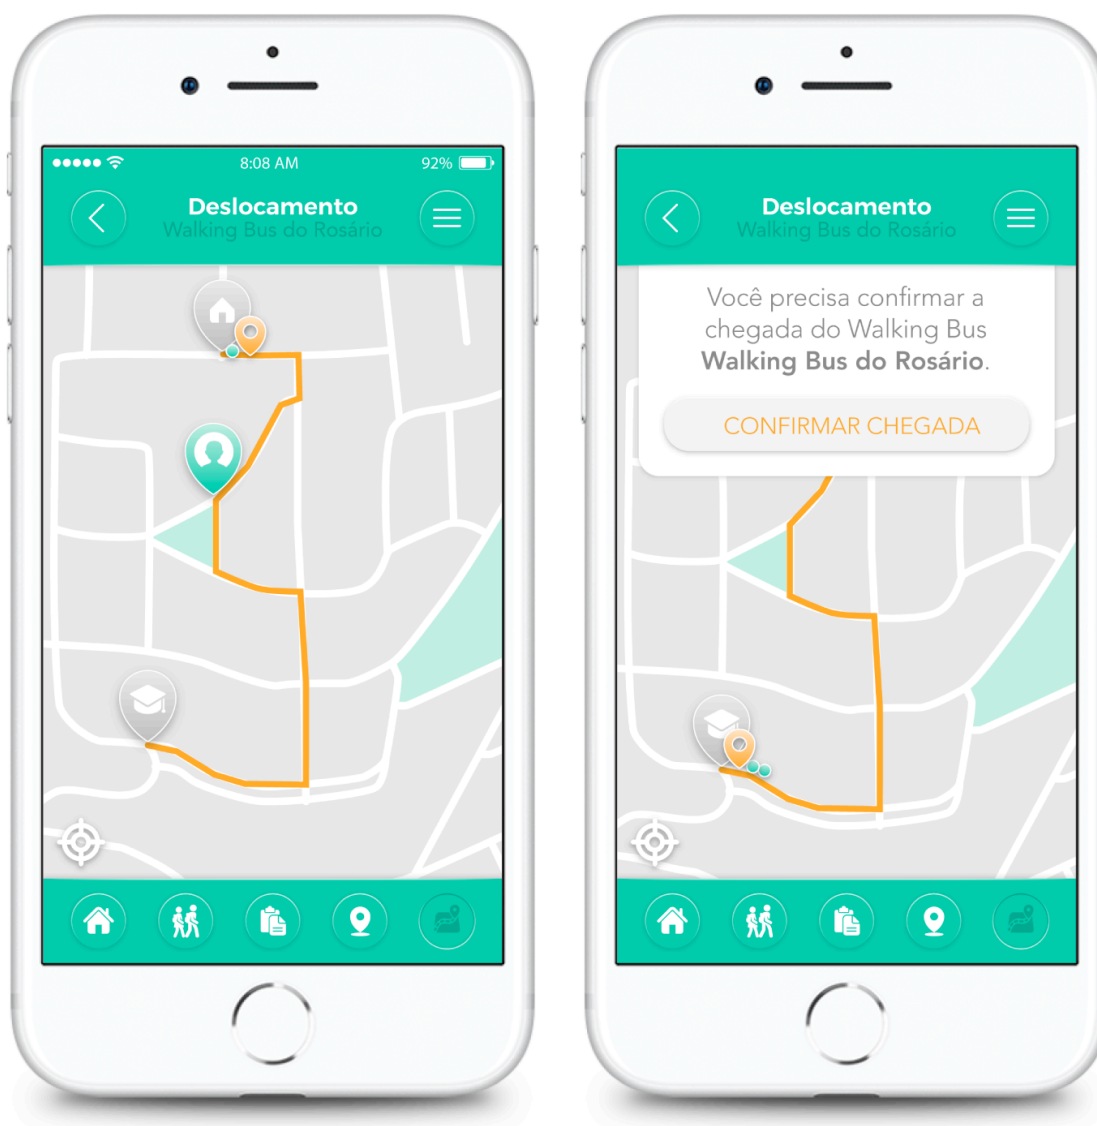 8:08 AM
92%
Deslocamento
Walking Bus do Rosário
Deslocamento
Walking Bus do Rosário
Você precisa confirmar a
chegada do Walking Bus
Walking Bus do Rosário.
CONFIRMAR CHEGADA